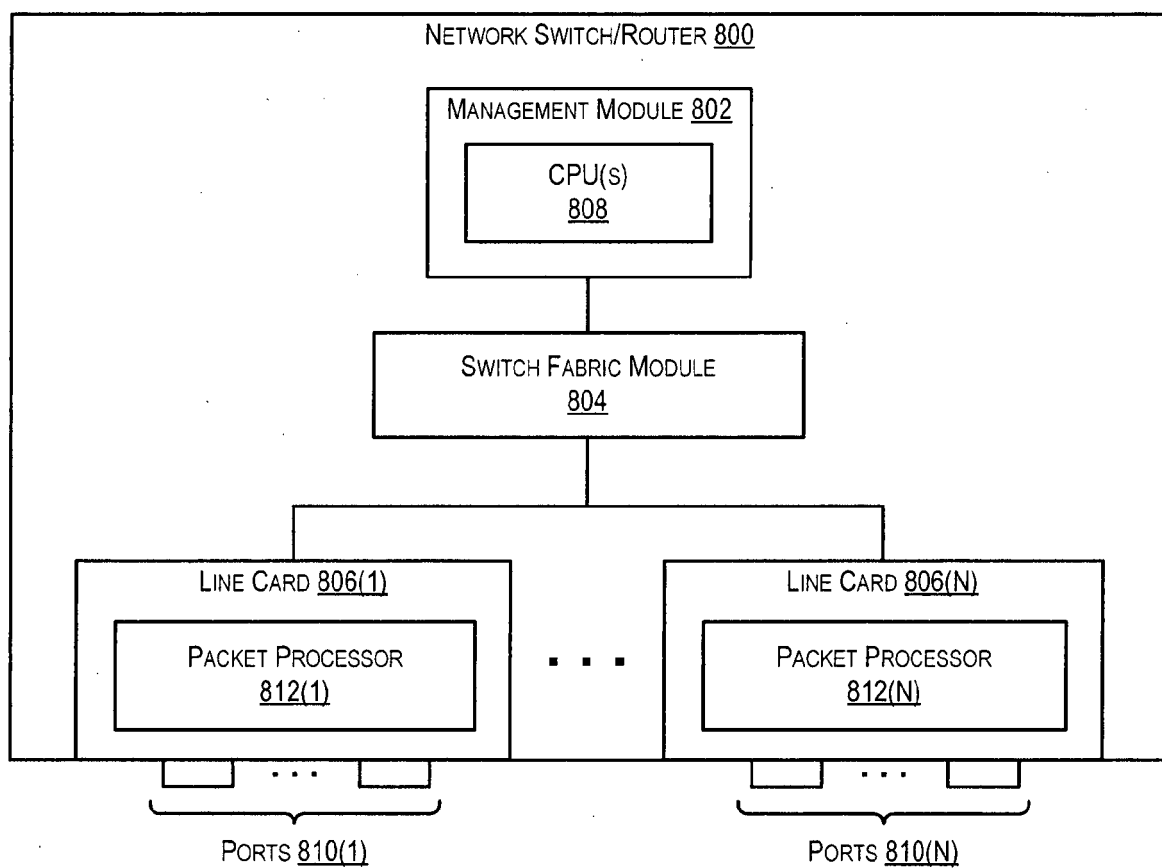 NETWORK SWITCH/ROUTER 800
MANAGEMENT MODULE 802
CPU(S)
808
SWITCH FABRIC MODULE
804
LINE CARD 806(1)
PACKET PROCESSOR
812(1)
. . .
LINE CARD 806(N)
PACKET PROCESSOR
812(N)
. . .
PORTS 810(1)
. . .
PORTS 810(N)